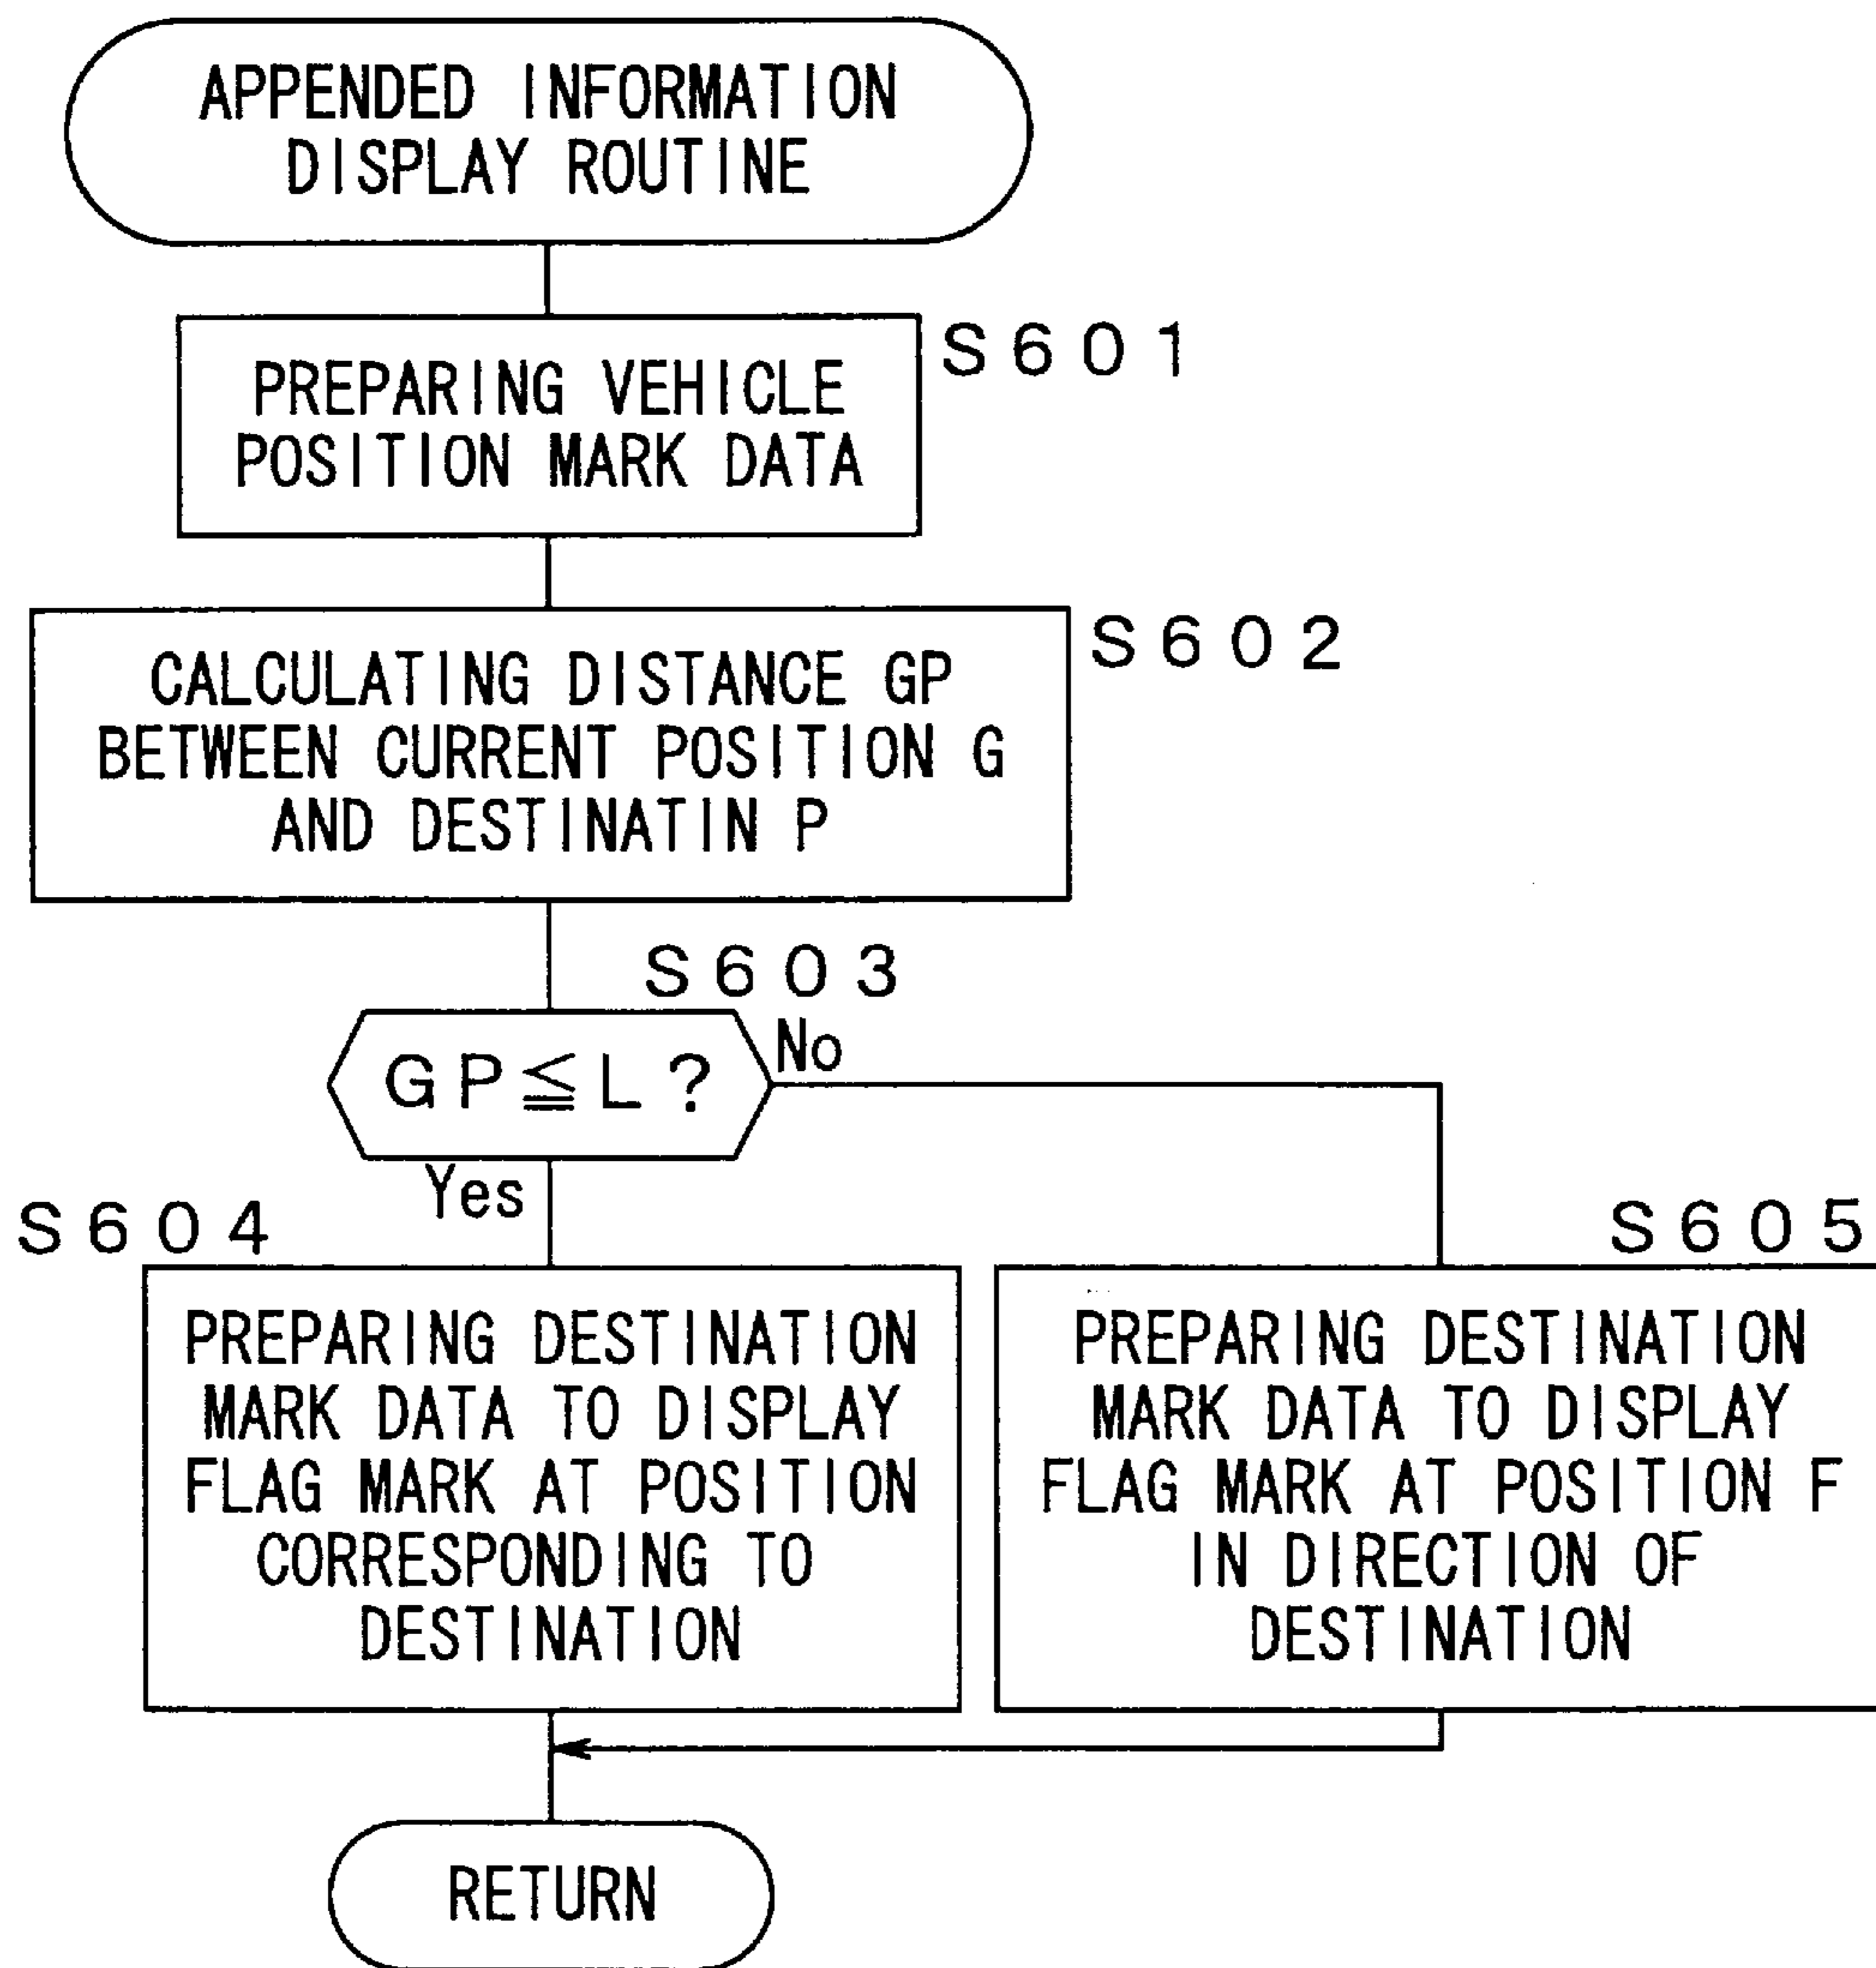 APPENDED INFORMATION
DISPLAY ROUTINE
S601
PREPARING VEHICLE
POSITION MARK DATA
S602
CALCULATING DISTANCE GP
BETWEEN CURRENT POSITION G
AND DESTINATIN P
S603
GP≦L?
No
Yes
S604
PREPARING DESTINATION
MARK DATA TO DISPLAY
FLAG MARK AT POSITION
CORRESPONDING TO
DESTINATION
S605
PREPARING DESTINATION
MARK DATA TO DISPLAY
FLAG MARK AT POSITION F
IN DIRECTION OF
DESTINATION
RETURN